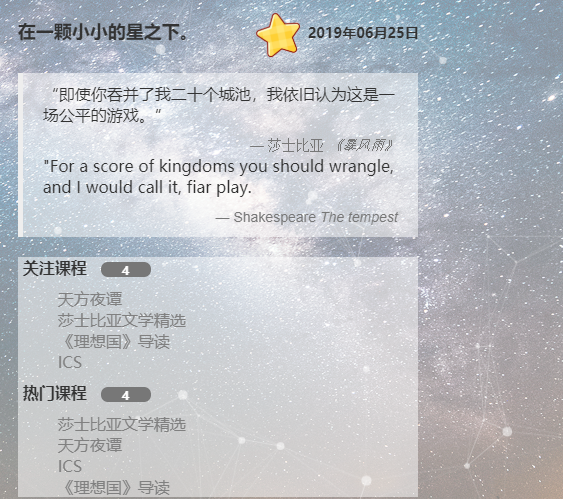 在一颗小小的星之下。 2019年06月25日
“即使你吞并了我二十个城池，我依旧认为这是一
场公平的游戏。“
— 莎士比亚 《暴风雨》
"For a score of kingdoms you should wrangle,
and I would call it, fiar play.
— Shakespeare The tempest
关注课程 4
天方夜谭
莎士比亚文学精选
《理想国》导读
ICS
热门课程 4
莎士比亚文学精选
天方夜谭
ICS
《理想国》导读